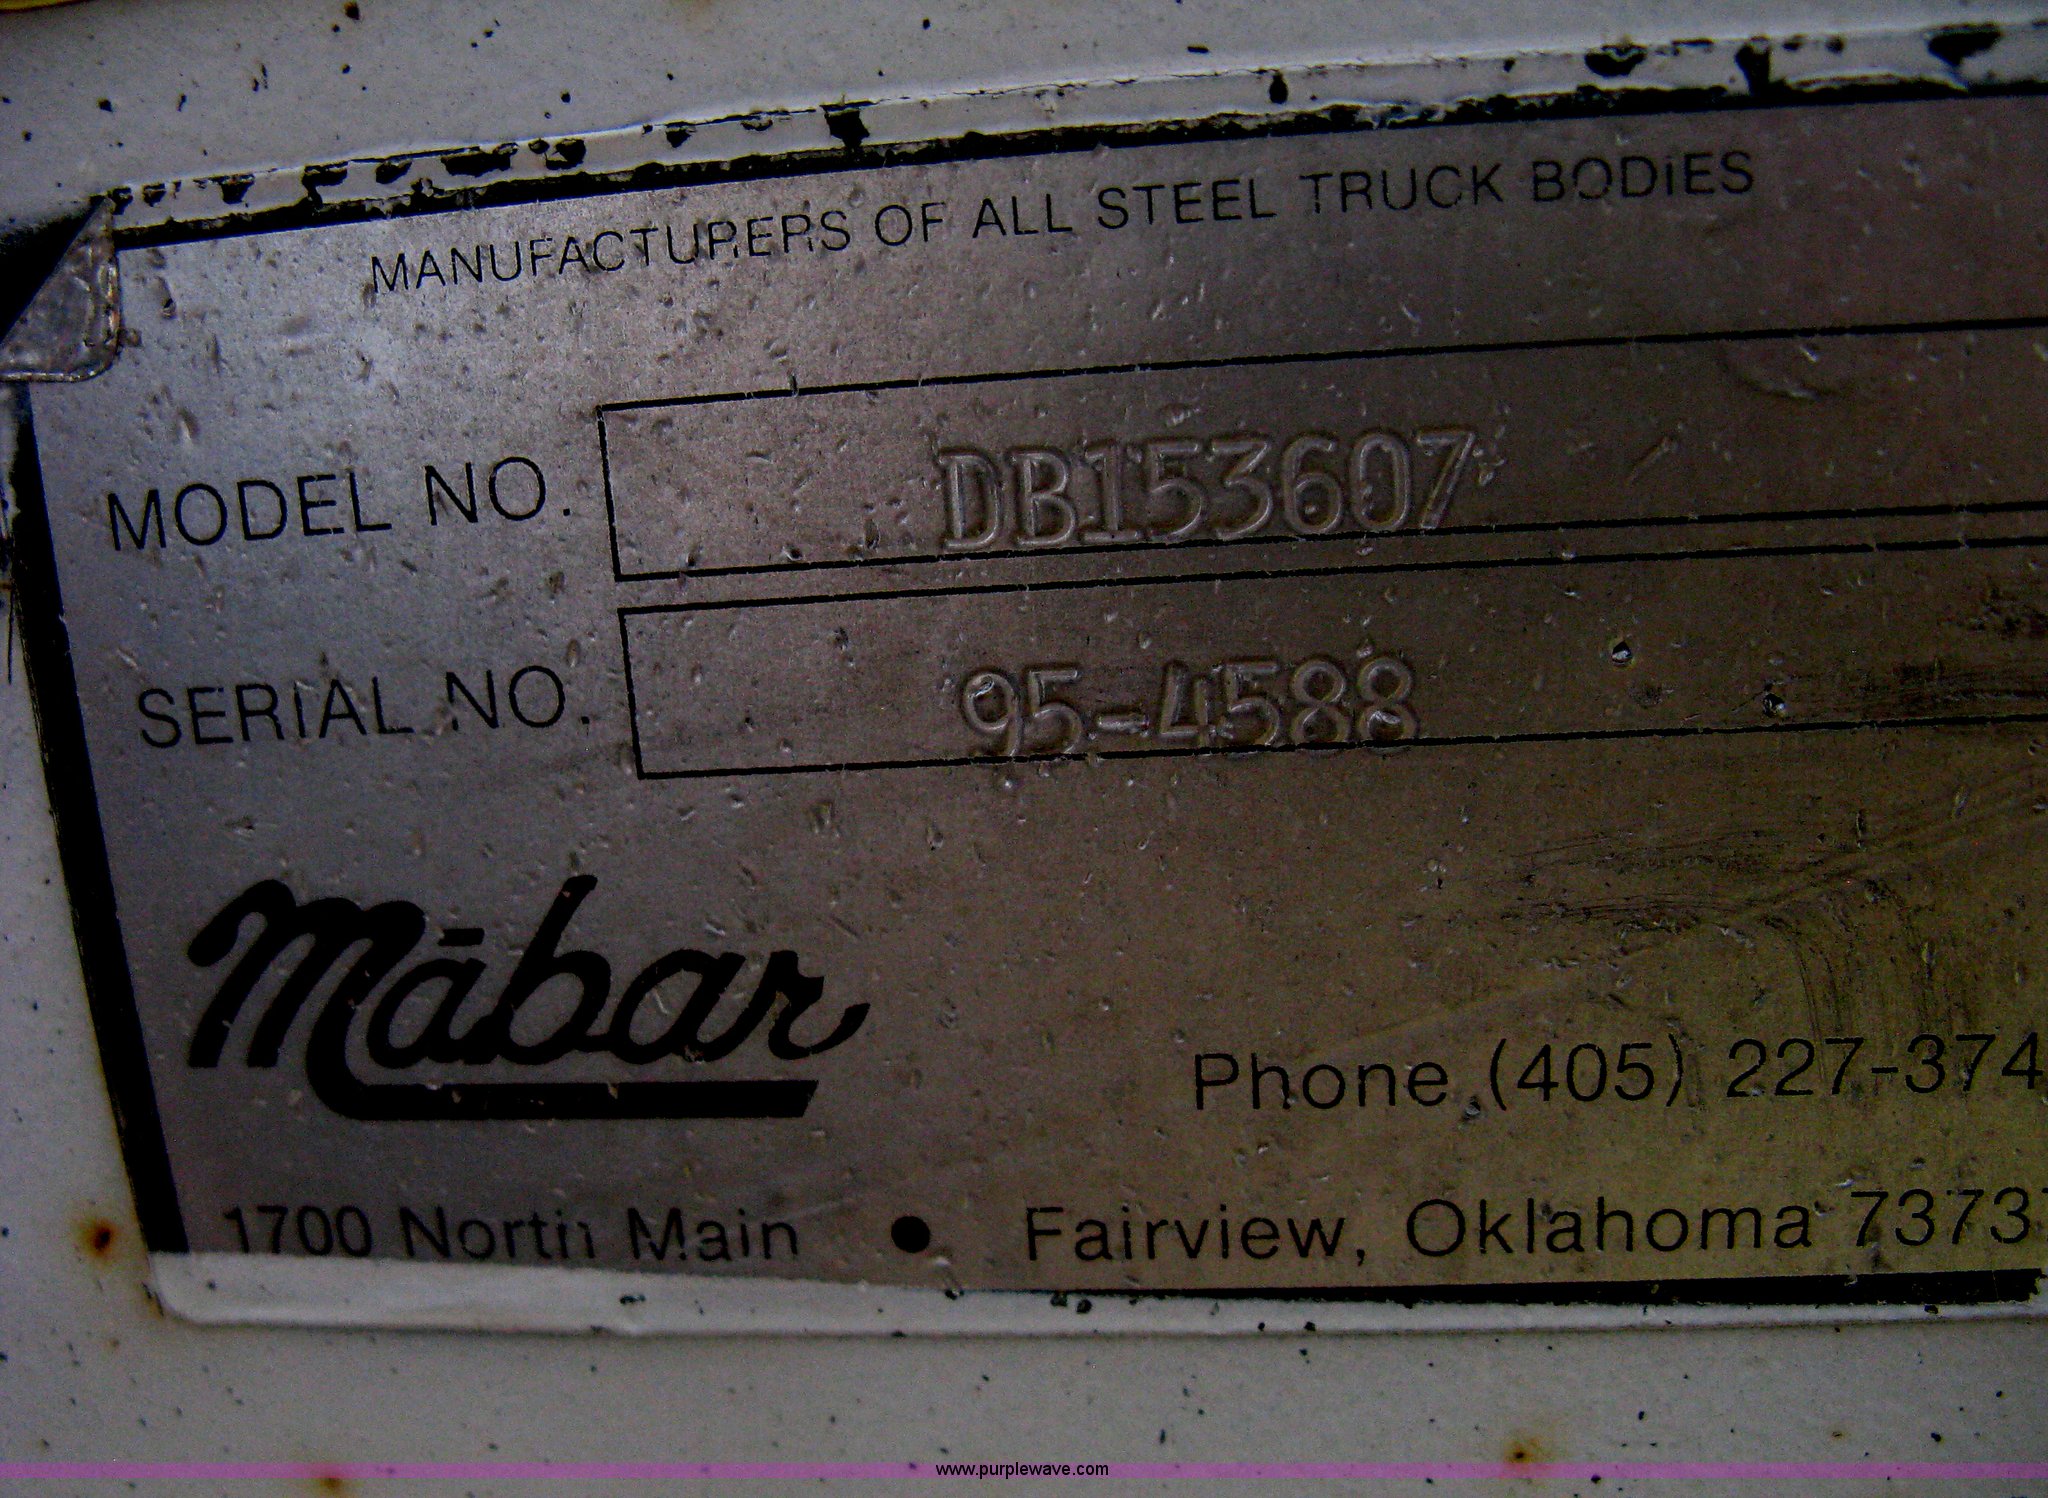 MANUFACTURERS OF ALL STEEL TRUCK BODiES
MODEL NO. DB153607
SERIAL NO. 95-4588
Mābar
Phone (405) 227-374
1700 North Main • Fairview, Oklahoma 7373
www.purplewave.com